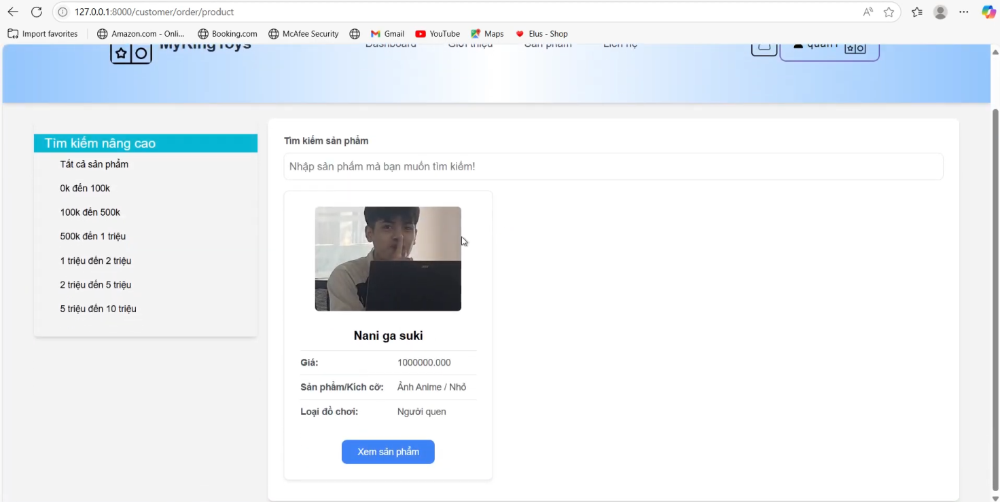 127.0.0.1:8000/customer/order/product
Import favorites
Amazon.com - Onli...
Booking.com
McAfee Security
Gmail
YouTube
Maps
Elus - Shop
MyKingToys
Dashboard
Giới thiệu
Sản phẩm
Liên hệ
Tìm kiếm nâng cao
Tất cả sản phẩm
0k đến 100k
100k đến 500k
500k đến 1 triệu
1 triệu đến 2 triệu
2 triệu đến 5 triệu
5 triệu đến 10 triệu
Tìm kiếm sản phẩm
Nhập sản phẩm mà bạn muốn tìm kiếm!
Nani ga suki
Giá: 1000000.000
Sản phẩm/Kích cỡ: Ảnh Anime / Nhỏ
Loại đồ chơi: Người quen
Xem sản phẩm